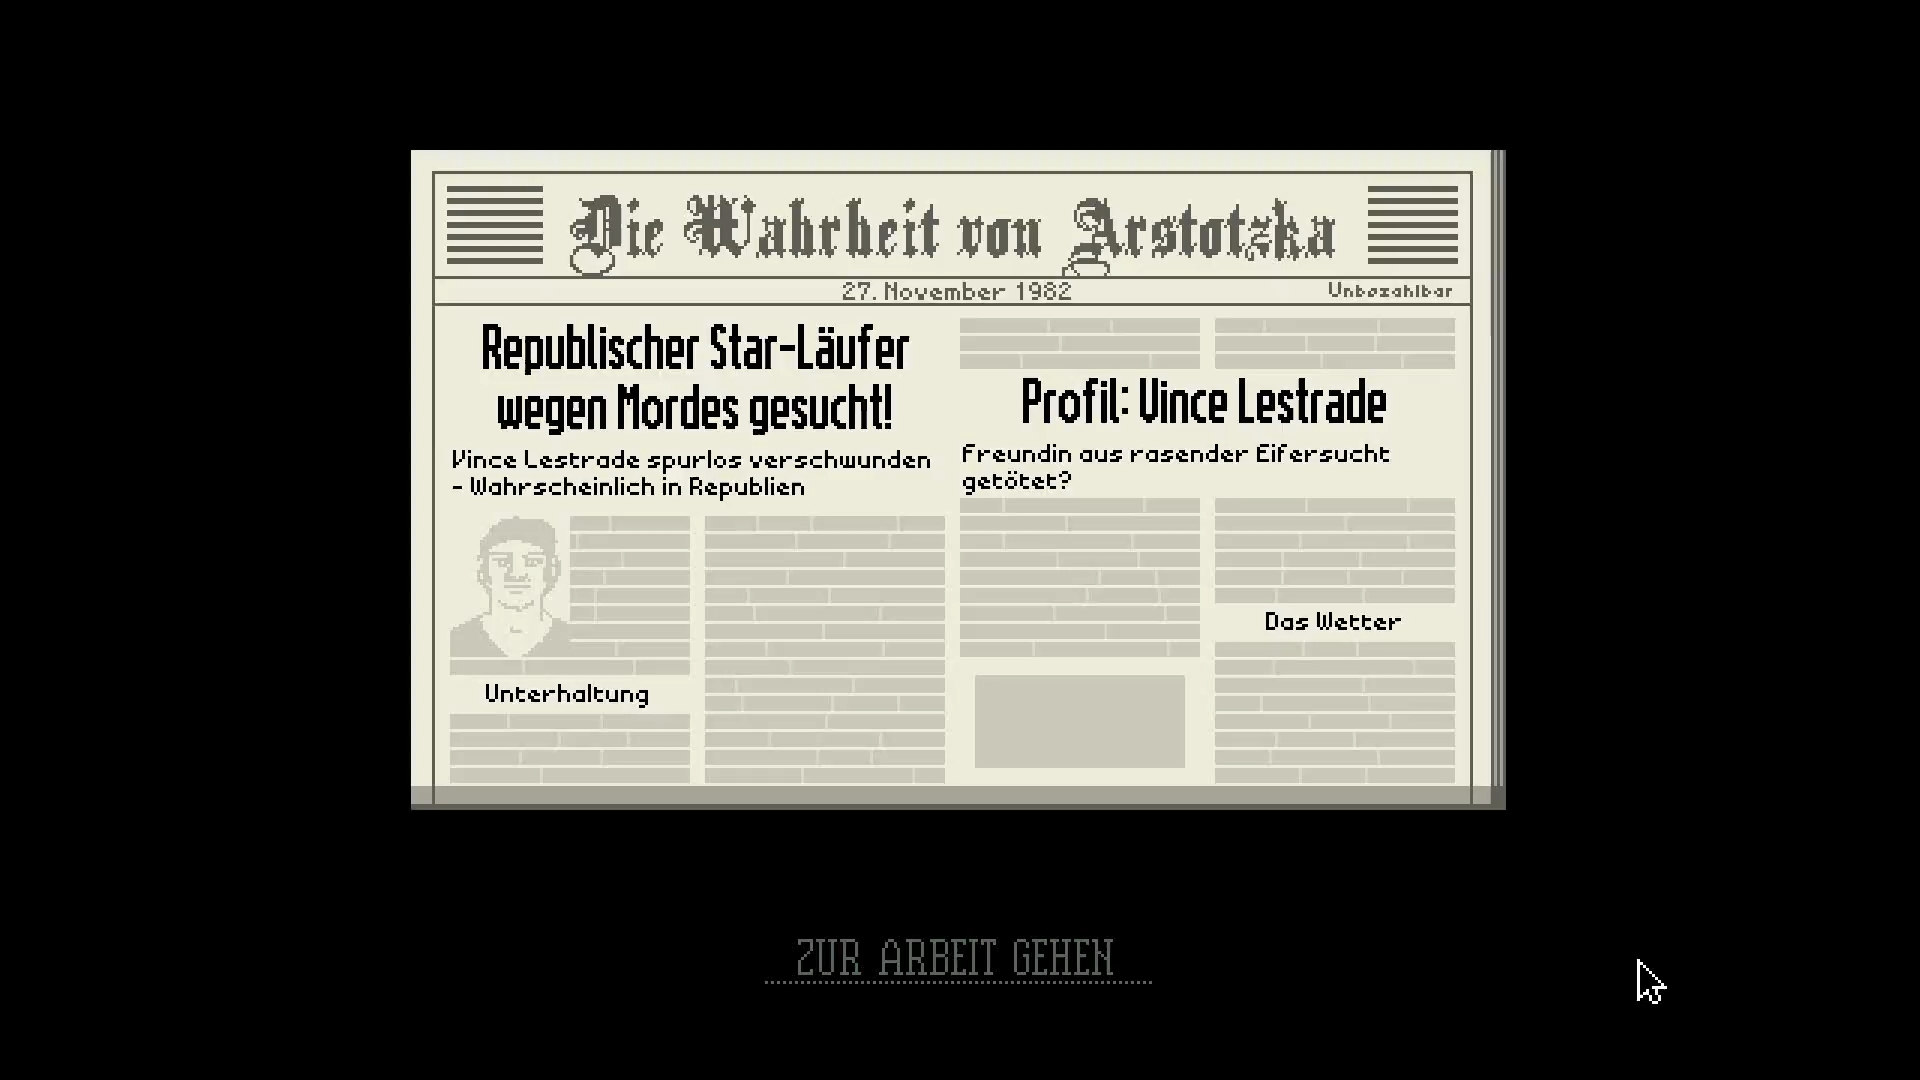 Die Wahrheit von Arstotzka
27. November 1982
Unbezahlbar
Republischer Star-Läufer
wegen Mordes gesucht!
Vince Lestrade spurlos verschwunden
- Wahrscheinlich in Republien
Unterhaltung
Profil: Vince Lestrade
Freundin aus rasender Eifersucht
getötet?
Das Wetter
ZUR ARBEIT GEHEN